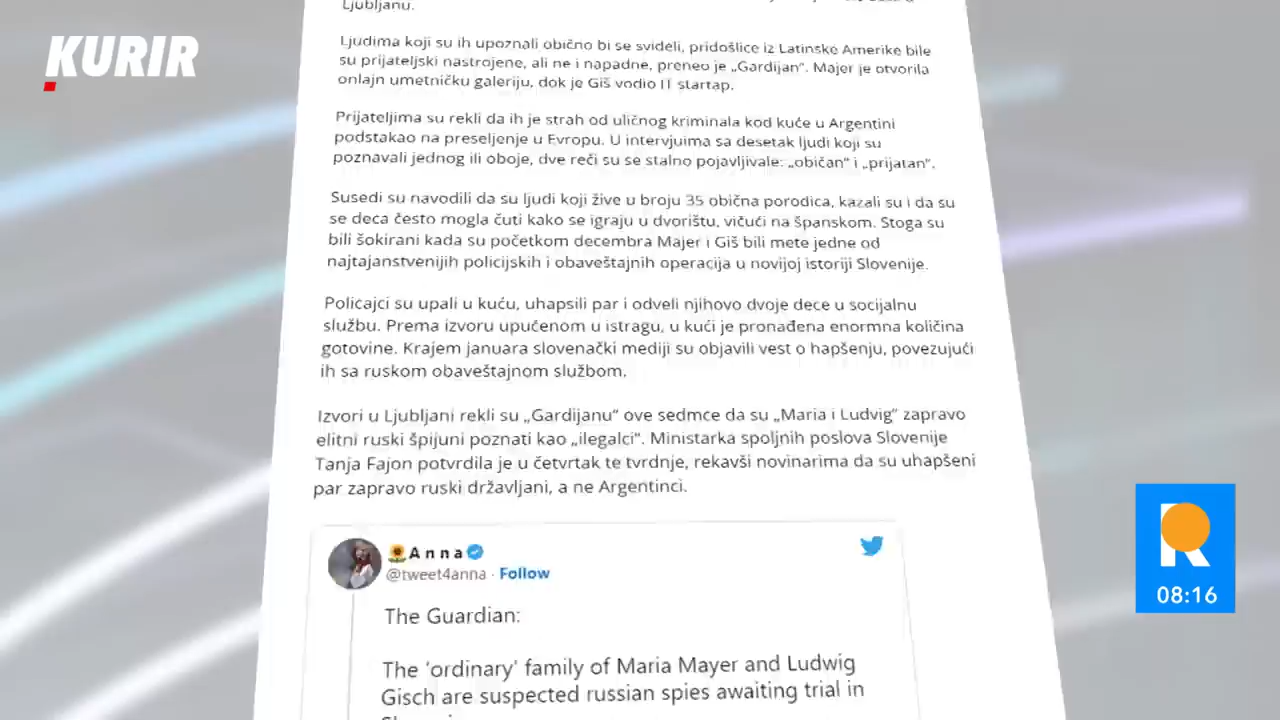 Ljubljanu.
KURIR
Ljudima koji su ih upoznali obično bi se svideli, pridošlice iz Latinske Amerike bile
su prijateljski nastrojene, ali ne i napadne, preneo je „Gardijan“. Majer je otvorila
onlajn umetničku galeriju, dok je Giš vodio IT startap.
Prijateljima su rekli da ih je strah od uličnog kriminala kod kuće u Argentini
podstakao na preseljenje u Evropu. U intervjuima sa desetak ljudi koji su
poznavali jednog ili oboje, dve reči su se stalno pojavljivale: „običan“ i „prijatan“.
Susedi su navodili da su ljudi koji žive u broju 35 obična porodica, kazali su i da su
se deca često mogla čuti kako se igraju u dvorištu, vičući na španskom. Stoga su
bili šokirani kada su početkom decembra Majer i Giš bili mete jedne od
najtajanstvenijih policijskih i obaveštajnih operacija u novijoj istoriji Slovenije.
Policajci su upali u kuću, uhapsili par i odveli njihovo dvoje dece u socijalnu
službu. Prema izvoru upućenom u istragu, u kući je pronađena enormna količina
gotovine. Krajem januara slovenački mediji su objavili vest o hapšenju, povezujući
ih sa ruskom obaveštajnom službom.
Izvori u Ljubljani rekli su „Gardijanu“ ove sedmce da su „Maria i Ludvig“ zapravo
elitni ruski špijuni poznati kao „ilegalci“. Ministarka spoljnih poslova Slovenije
Tanja Fajon potvrdila je u četvrtak te tvrdnje, rekavši novinarima da su uhapšeni
par zapravo ruski državljani, a ne Argentinci.
Anna
@tweet4anna · Follow
The Guardian:
The ‘ordinary’ family of Maria Mayer and Ludwig
Gisch are suspected russian spies awaiting trial in
R
08:16